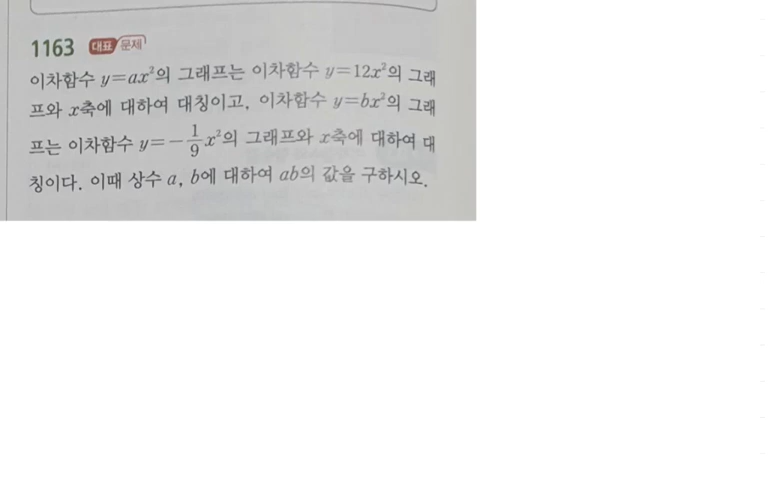 1163 대표 문제
이차함수 y=ax²의 그래프는 이차함수 y=12x²의 그래
프와 x축에 대하여 대칭이고, 이차함수 y=bx²의 그래
프는 이차함수 y=-1/9x²의 그래프와 x축에 대하여 대
칭이다. 이때 상수 a, b에 대하여 ab의 값을 구하시오.